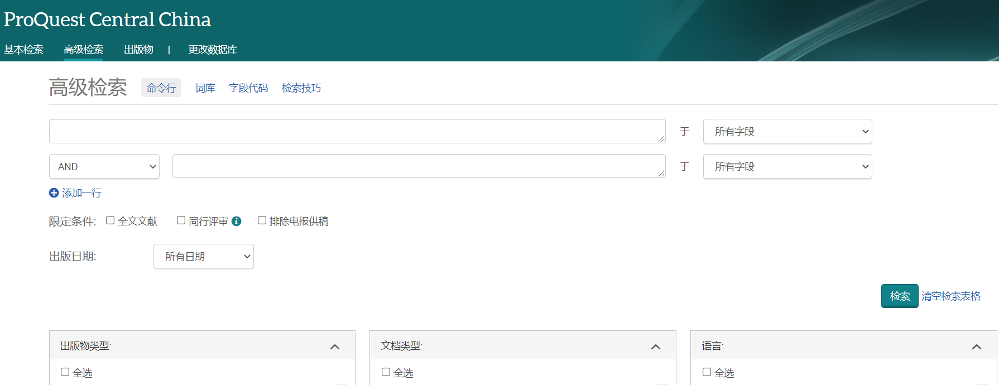 ProQuest Central China
基本检索 高级检索 出版物 | 更改数据库
高级检索 命令行 词库 字段代码 检索技巧
于 所有字段
AND 于 所有字段
添加一行
限定条件: 全文文献 同行评审 i 排除电报供稿
出版日期: 所有日期
检索 清空检索表格
出版物类型: 文档类型: 语言:
全选 全选 全选